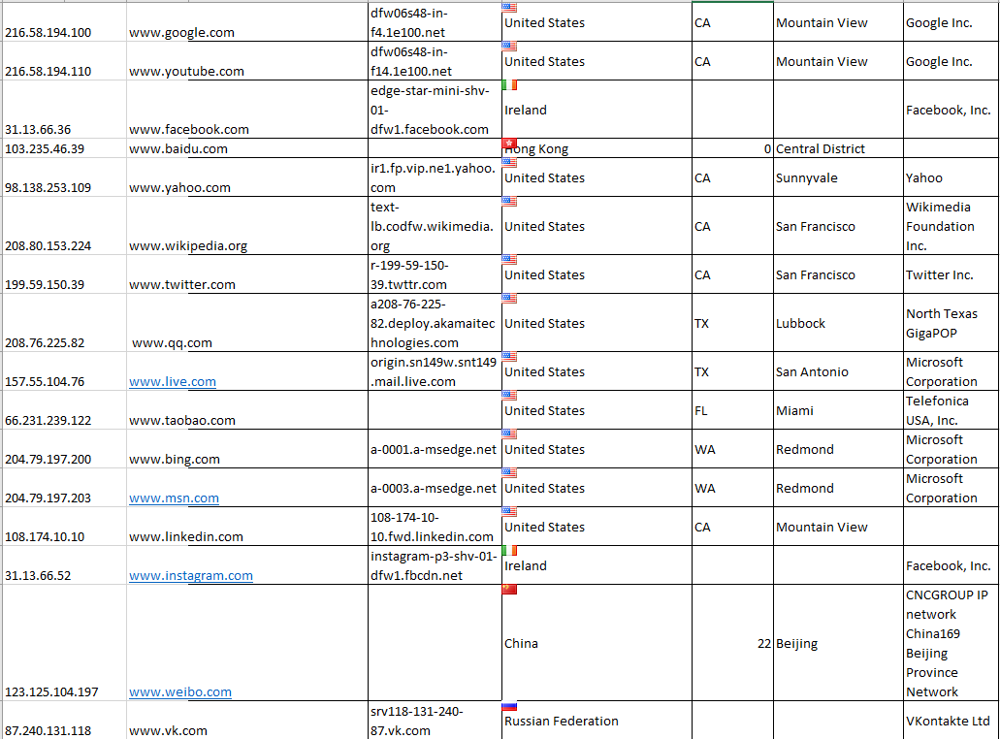 216.58.194.100 www.google.com dfw06s48-in-f4.1e100.net United States CA Mountain View Google Inc.
216.58.194.110 www.youtube.com dfw06s48-in-f14.1e100.net United States CA Mountain View Google Inc.
31.13.66.36 www.facebook.com edge-star-mini-shv-01-dfw1.facebook.com Ireland Facebook, Inc.
103.235.46.39 www.baidu.com Hong Kong 0 Central District
98.138.253.109 www.yahoo.com ir1.fp.vip.ne1.yahoo.com United States CA Sunnyvale Yahoo
208.80.153.224 www.wikipedia.org text-lb.codfw.wikimedia.org United States CA San Francisco Wikimedia Foundation Inc.
199.59.150.39 www.twitter.com r-199-59-150-39.twttr.com United States CA San Francisco Twitter Inc.
208.76.225.82 www.qq.com a208-76-225-82.deploy.akamaitechnologies.com United States TX Lubbock North Texas GigaPOP
157.55.104.76 www.live.com origin.sn149w.snt149.mail.live.com United States TX San Antonio Microsoft Corporation
66.231.239.122 www.taobao.com United States FL Miami Telefonica USA, Inc.
204.79.197.200 www.bing.com a-0001.a-msedge.net United States WA Redmond Microsoft Corporation
204.79.197.203 www.msn.com a-0003.a-msedge.net United States WA Redmond Microsoft Corporation
108.174.10.10 www.linkedin.com 108-174-10-10.fwd.linkedin.com United States CA Mountain View
31.13.66.52 www.instagram.com instagram-p3-shv-01-dfw1.fbcdn.net Ireland Facebook, Inc.
123.125.104.197 www.weibo.com China 22 Beijing CNCGROUP IP network China169 Beijing Province Network
87.240.131.118 www.vk.com srv118-131-240-87.vk.com Russian Federation VKontakte Ltd